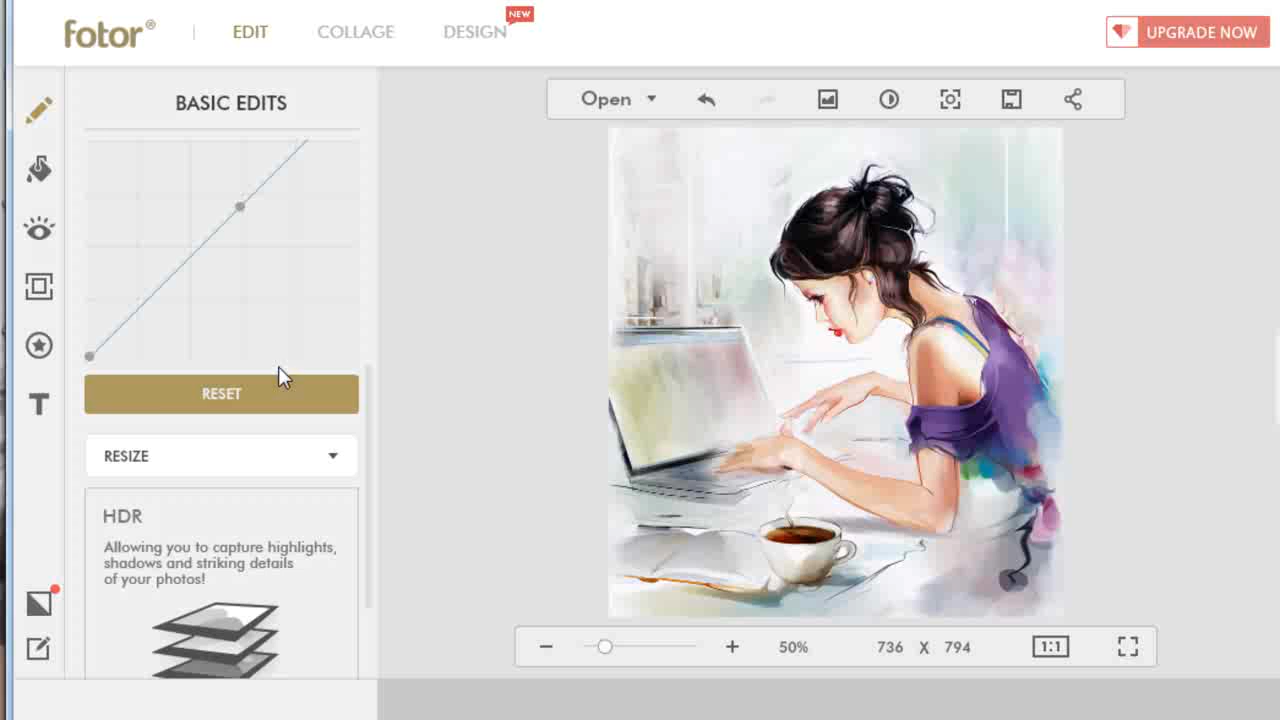 fotor®
EDIT
COLLAGE
DESIGN
NEW
UPGRADE NOW
BASIC EDITS
Open
RESET
RESIZE
HDR
Allowing you to capture highlights,
shadows and striking details
of your photos!
T
50%
736 X 794
1:1